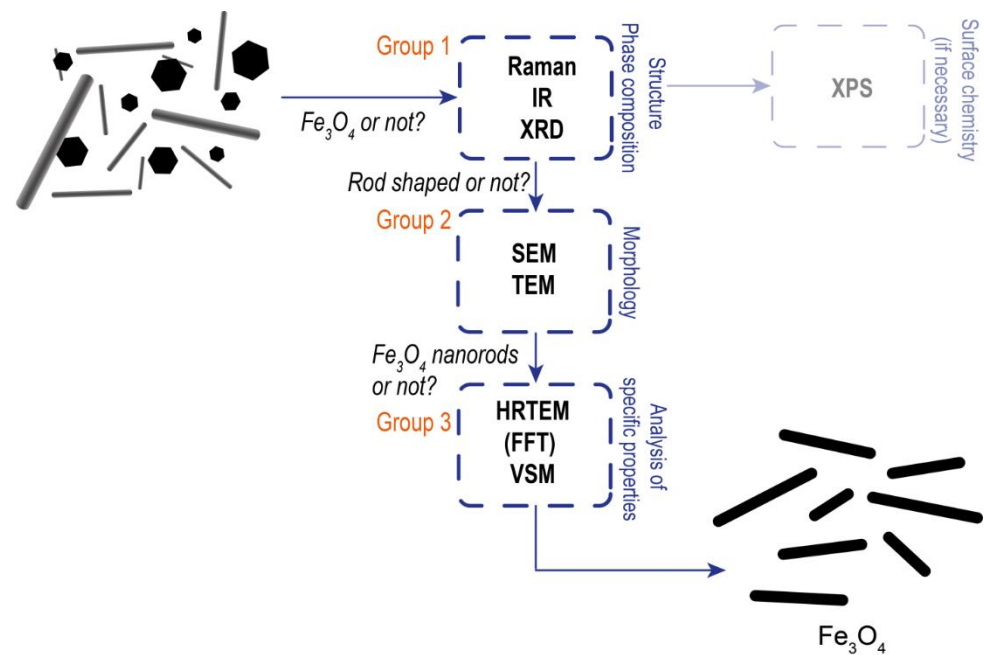 Group 1
Fe₃O₄ or not?
Raman
IR
XRD
Structure
Phase composition
XPS
Surface chemistry
(if necessary)
Rod shaped or not?
Group 2
SEM
TEM
Morphology
Fe₃O₄ nanorods
or not?
Group 3
HRTEM
(FFT)
VSM
Analysis of
specific properties
Fe₃O₄